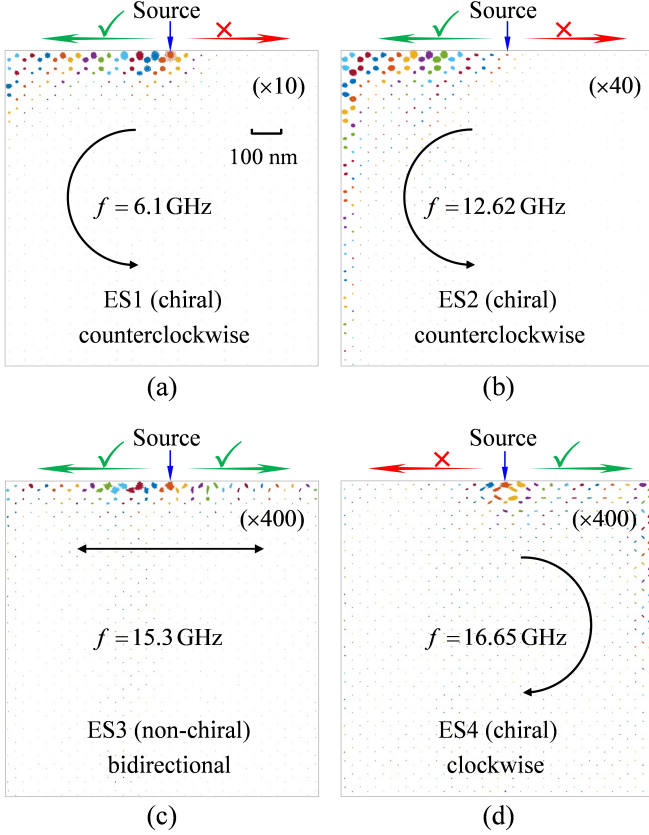 Source
(×10)
100 nm
f = 6.1 GHz
ES1 (chiral)
counterclockwise
(a)
Source
(×40)
f = 12.62 GHz
ES2 (chiral)
counterclockwise
(b)
Source
(×400)
f = 15.3 GHz
ES3 (non-chiral)
bidirectional
(c)
Source
(×400)
f = 16.65 GHz
ES4 (chiral)
clockwise
(d)